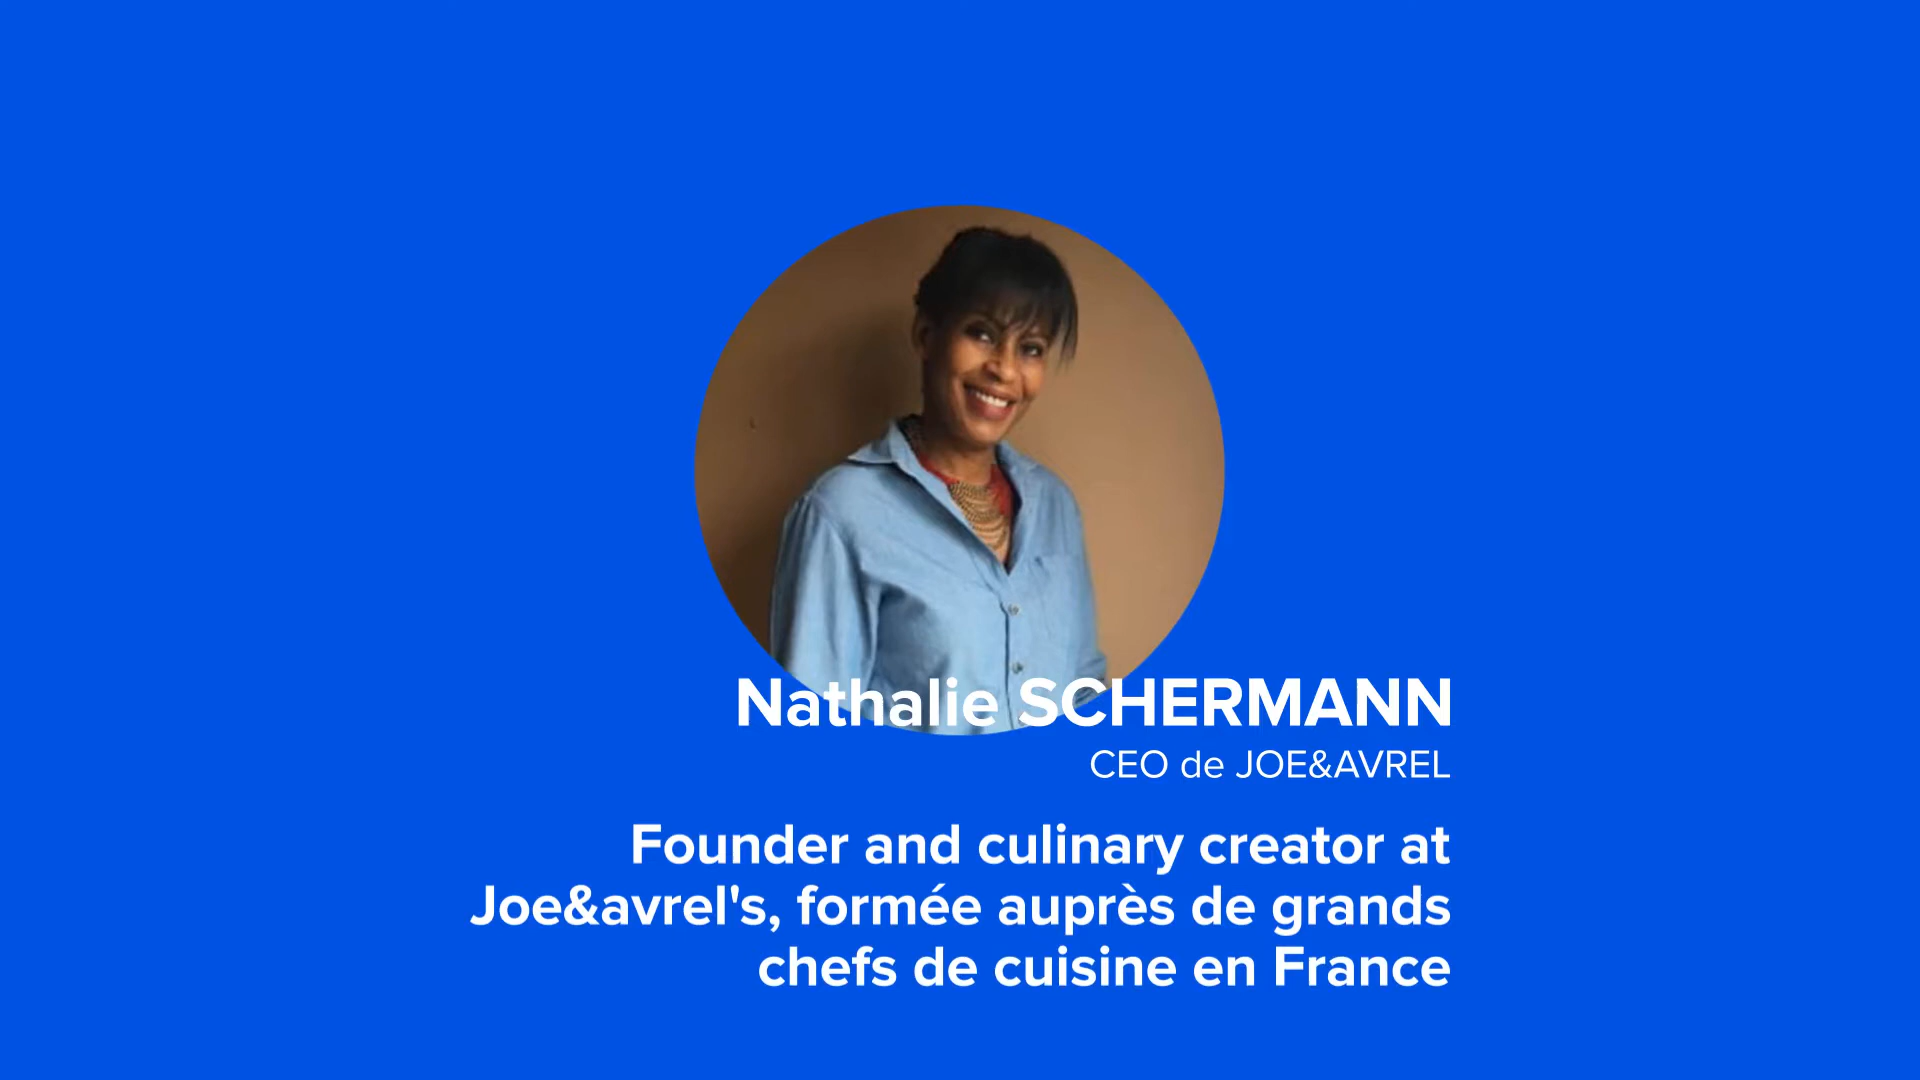 Nathalie SCHERMANN
CEO de JOE&AVREL
Founder and culinary creator at
Joe&avrel's, formée auprès de grands
chefs de cuisine en France